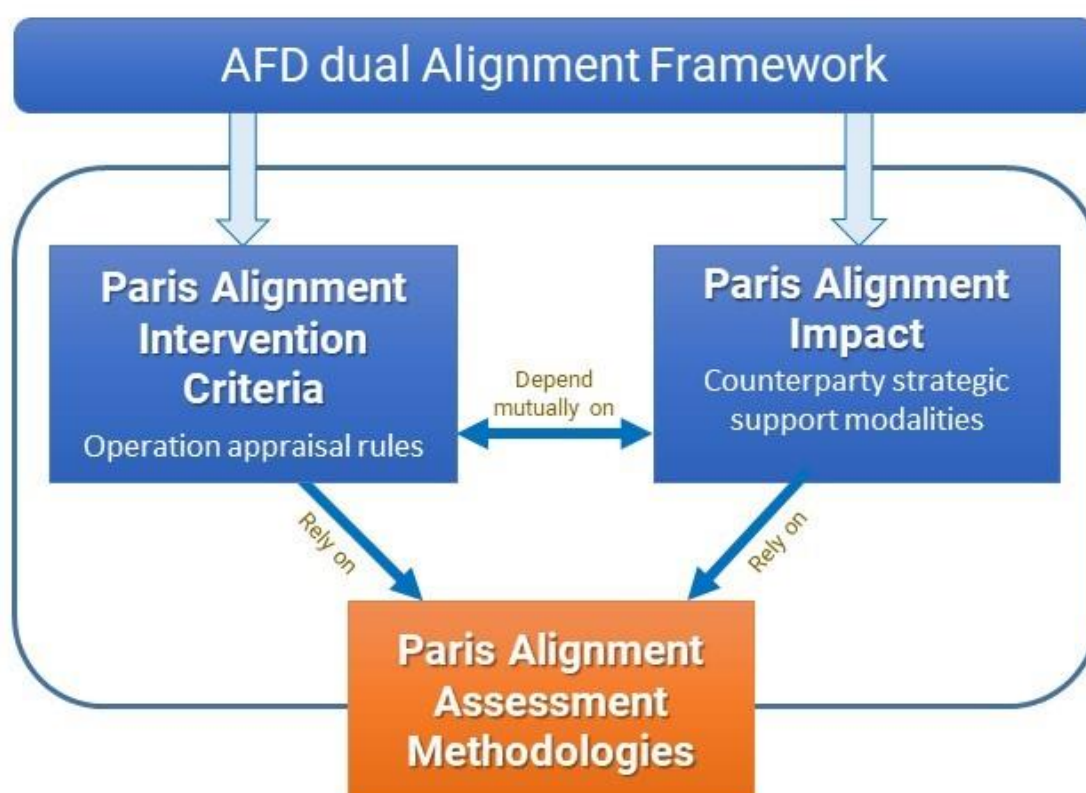 AFD dual Alignment Framework
Paris Alignment
Intervention
Criteria
Operation appraisal rules
Depend
mutually on
Paris Alignment
Impact
Counterparty strategic
support modalities
Rely on
Rely on
Paris Alignment
Assessment
Methodologies